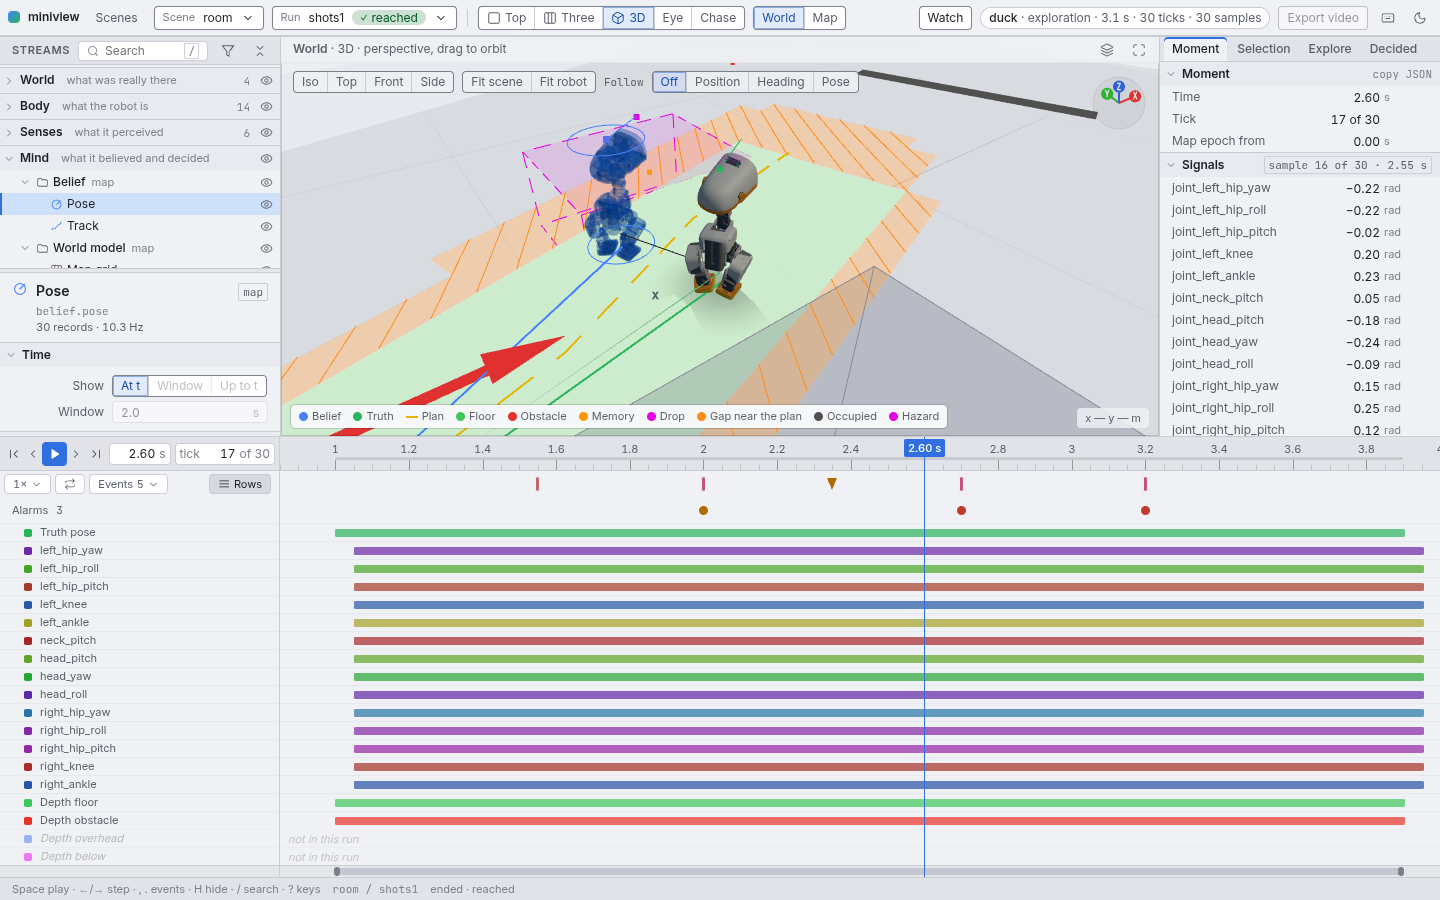 miniview Scenes Scene room Run shots1 ✓ reached Top Three 3D Eye Chase World Map Watch duck · exploration · 3.1 s · 30 ticks · 30 samples Export video
STREAMS Search /
World what was really there 4
Body what the robot is 14
Senses what it perceived 6
Mind what it believed and decided
Belief map
Pose
Track
World model map
Pose map
belief.pose
30 records · 10.3 Hz
Time
Show At t Window Up to t
Window 2.0 s
World · 3D · perspective, drag to orbit
Iso Top Front Side Fit scene Fit robot Follow Off Position Heading Pose
Y Z X
x
Belief Truth Plan Floor Obstacle Memory Drop Gap near the plan Occupied Hazard
x — y — m
Moment Selection Explore Decided
Moment copy JSON
Time 2.60 s
Tick 17 of 30
Map epoch from 0.00 s
Signals sample 16 of 30 · 2.55 s
joint_left_hip_yaw −0.22 rad
joint_left_hip_roll −0.22 rad
joint_left_hip_pitch −0.02 rad
joint_left_knee 0.20 rad
joint_left_ankle 0.23 rad
joint_neck_pitch 0.05 rad
joint_head_pitch −0.18 rad
joint_head_yaw −0.24 rad
joint_head_roll −0.09 rad
joint_right_hip_yaw 0.15 rad
joint_right_hip_roll 0.25 rad
joint_right_hip_pitch 0.12 rad
2.60 s tick 17 of 30
1 1.2 1.4 1.6 1.8 2 2.2 2.4 2.60 s 2.8 3 3.2 3.4 3.6 3.8
1× Events 5 Rows
Alarms 3
Truth pose
left_hip_yaw
left_hip_roll
left_hip_pitch
left_knee
left_ankle
neck_pitch
head_pitch
head_yaw
head_roll
right_hip_yaw
right_hip_roll
right_hip_pitch
right_knee
right_ankle
Depth floor
Depth obstacle
Depth overhead not in this run
Depth below not in this run
Space play · ←/→ step · , . events · H hide · / search · ? keys room / shots1 ended · reached